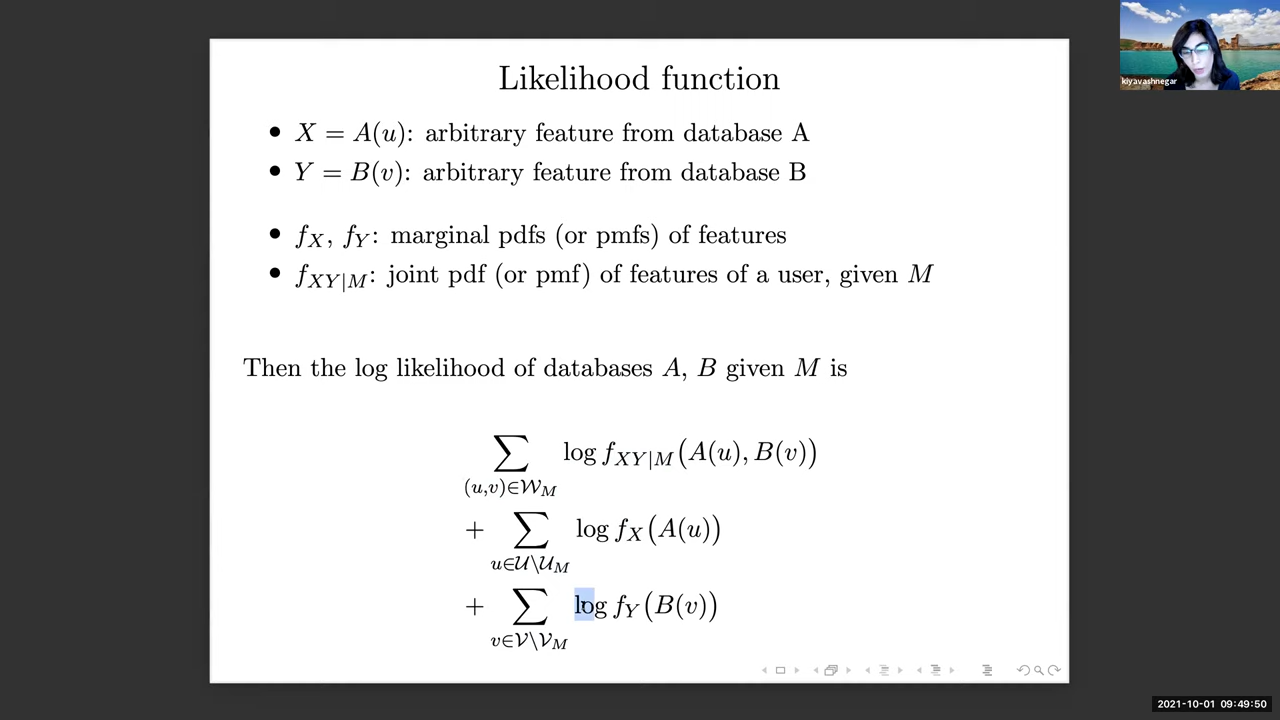 Likelihood function
• X = A(u): arbitrary feature from database A
• Y = B(v): arbitrary feature from database B
• f_X, f_Y: marginal pdfs (or pmfs) of features
• f_{XY|M}: joint pdf (or pmf) of features of a user, given M
Then the log likelihood of databases A, B given M is
∑_{(u,v)∈𝒲_M} log f_{XY|M}(A(u), B(v))
+ ∑_{u∈𝒰\𝒰_M} log f_X(A(u))
+ ∑_{v∈𝒱\𝒱_M} log f_Y(B(v))
kiyavashnegar
2021-10-01 09:49:50